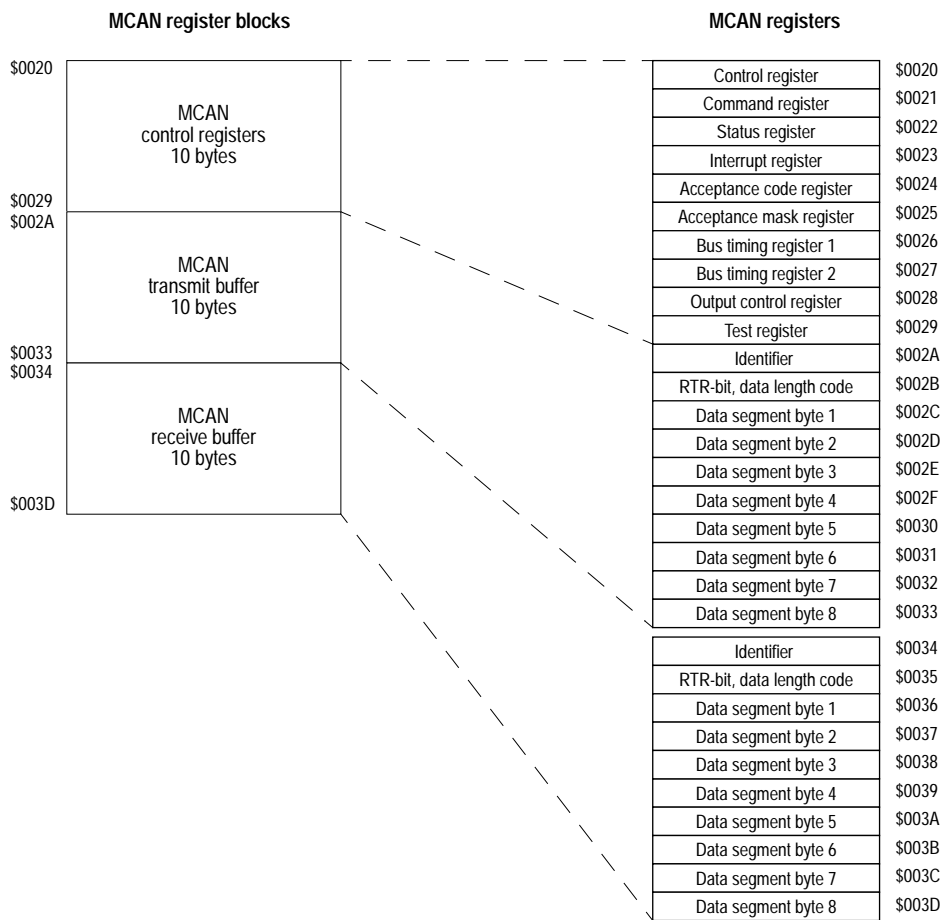 MCAN register blocks
$0020
MCAN
control registers
10 bytes
$0029
$002A
MCAN
transmit buffer
10 bytes
$0033
$0034
MCAN
receive buffer
10 bytes
$003D
MCAN registers
Control register $0020
Command register $0021
Status register $0022
Interrupt register $0023
Acceptance code register $0024
Acceptance mask register $0025
Bus timing register 1 $0026
Bus timing register 2 $0027
Output control register $0028
Test register $0029
Identifier $002A
RTR-bit, data length code $002B
Data segment byte 1 $002C
Data segment byte 2 $002D
Data segment byte 3 $002E
Data segment byte 4 $002F
Data segment byte 5 $0030
Data segment byte 6 $0031
Data segment byte 7 $0032
Data segment byte 8 $0033
Identifier $0034
RTR-bit, data length code $0035
Data segment byte 1 $0036
Data segment byte 2 $0037
Data segment byte 3 $0038
Data segment byte 4 $0039
Data segment byte 5 $003A
Data segment byte 6 $003B
Data segment byte 7 $003C
Data segment byte 8 $003D